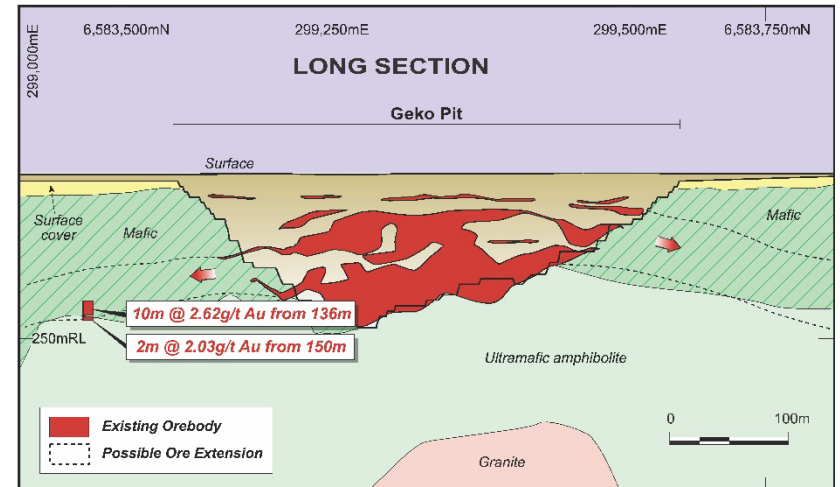 6,583,500mN 299,250mE 299,500mE 6,583,750mN
299,000mE
LONG SECTION
Geko Pit
Surface
Surface
cover
Mafic
Mafic
10m @ 2.62g/t Au from 136m
2m @ 2.03g/t Au from 150m
250mRL
Ultramafic amphibolite
Existing Orebody
Possible Ore Extension
0 100m
Granite